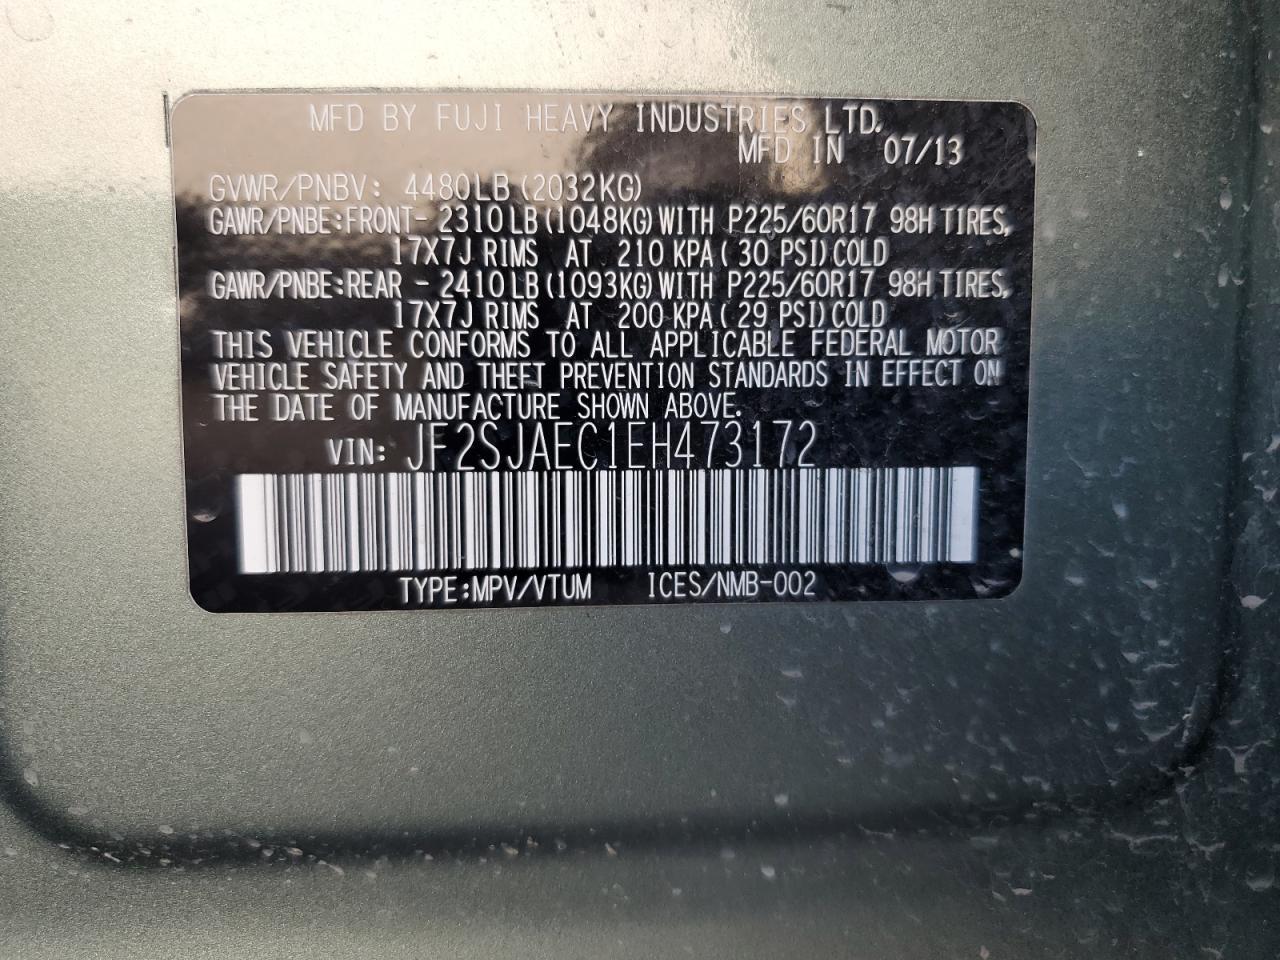 MFD BY FUJI HEAVY INDUSTRIES LTD.
MFD IN 07/13
GVWR/PNBV: 4480LB (2032KG)
GAWR/PNBE:FRONT- 2310LB (1048KG) WITH P225/60R17 98H TIRES,
17X7J RIMS AT 210 KPA ( 30 PSI) COLD
GAWR/PNBE:REAR - 2410LB (1093KG) WITH P225/60R17 98H TIRES,
17X7J RIMS AT 200 KPA ( 29 PSI) COLD
THIS VEHICLE CONFORMS TO ALL APPLICABLE FEDERAL MOTOR
VEHICLE SAFETY AND THEFT PREVENTION STANDARDS IN EFFECT ON
THE DATE OF MANUFACTURE SHOWN ABOVE.
VIN: JF2SJAEC1EH473172
TYPE:MPV/VTUM ICES/NMB-002